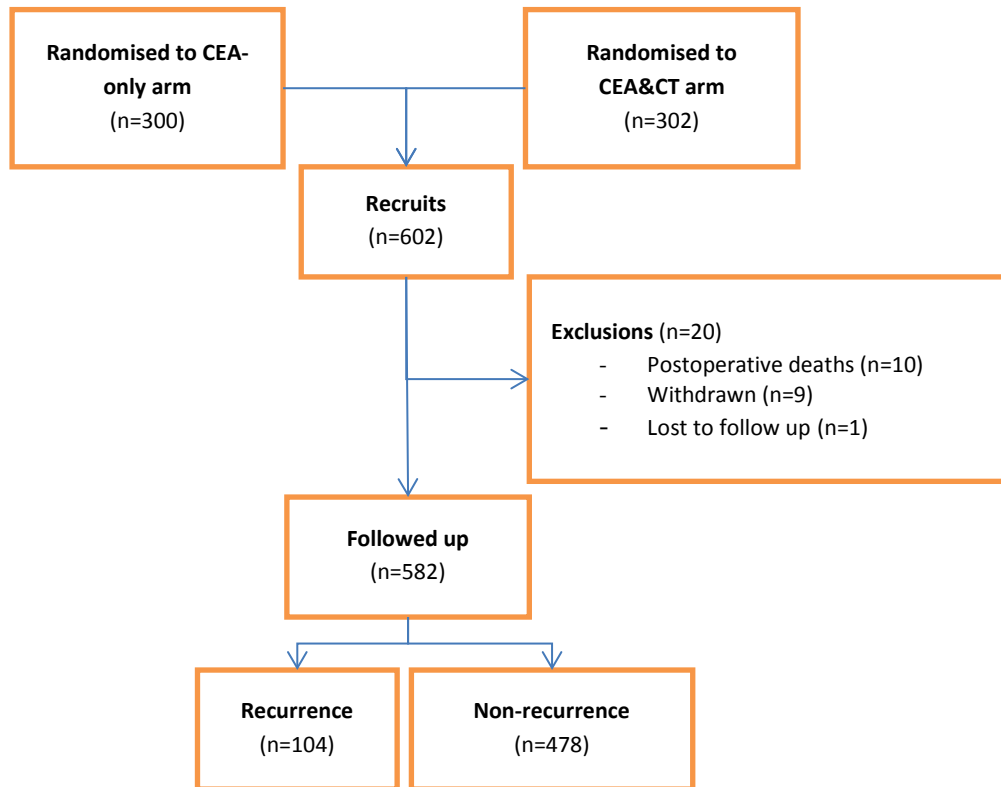 Randomised to CEA-
only arm
(n=300)
Randomised to
CEA&CT arm
(n=302)
Recruits
(n=602)
Exclusions (n=20)
- Postoperative deaths (n=10)
- Withdrawn (n=9)
- Lost to follow up (n=1)
Followed up
(n=582)
Recurrence
(n=104)
Non-recurrence
(n=478)